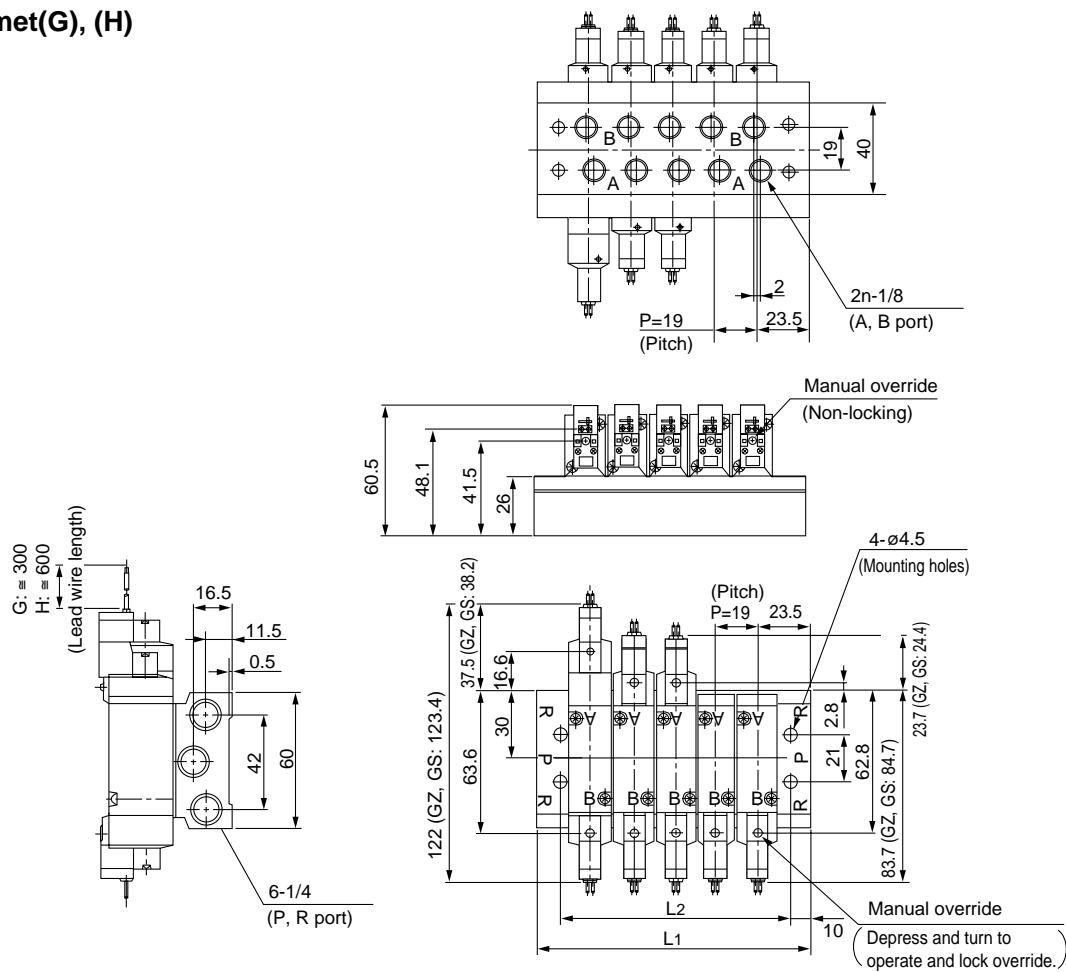 met(G), (H)
B
B
A
A
19
40
2
P=19
(Pitch)
23.5
2n-1/8
(A, B port)
Manual override
(Non-locking)
60.5
48.1
41.5
26
G: ≅ 300
H: ≅ 600
(Lead wire length)
16.5
11.5
0.5
42
60
6-1/4
(P, R port)
4-ø4.5
(Mounting holes)
(Pitch)
P=19
23.5
122 (GZ, GS: 123.4)
37.5 (GZ, GS: 38.2)
16.6
30
63.6
R
P
R
A
A
A
A
A
B
B
B
B
B
R
P
R
2.8
21
62.8
23.7 (GZ, GS: 24.4)
83.7 (GZ, GS: 84.7)
L2
10
L1
Manual override
(Depress and turn to
operate and lock override.)